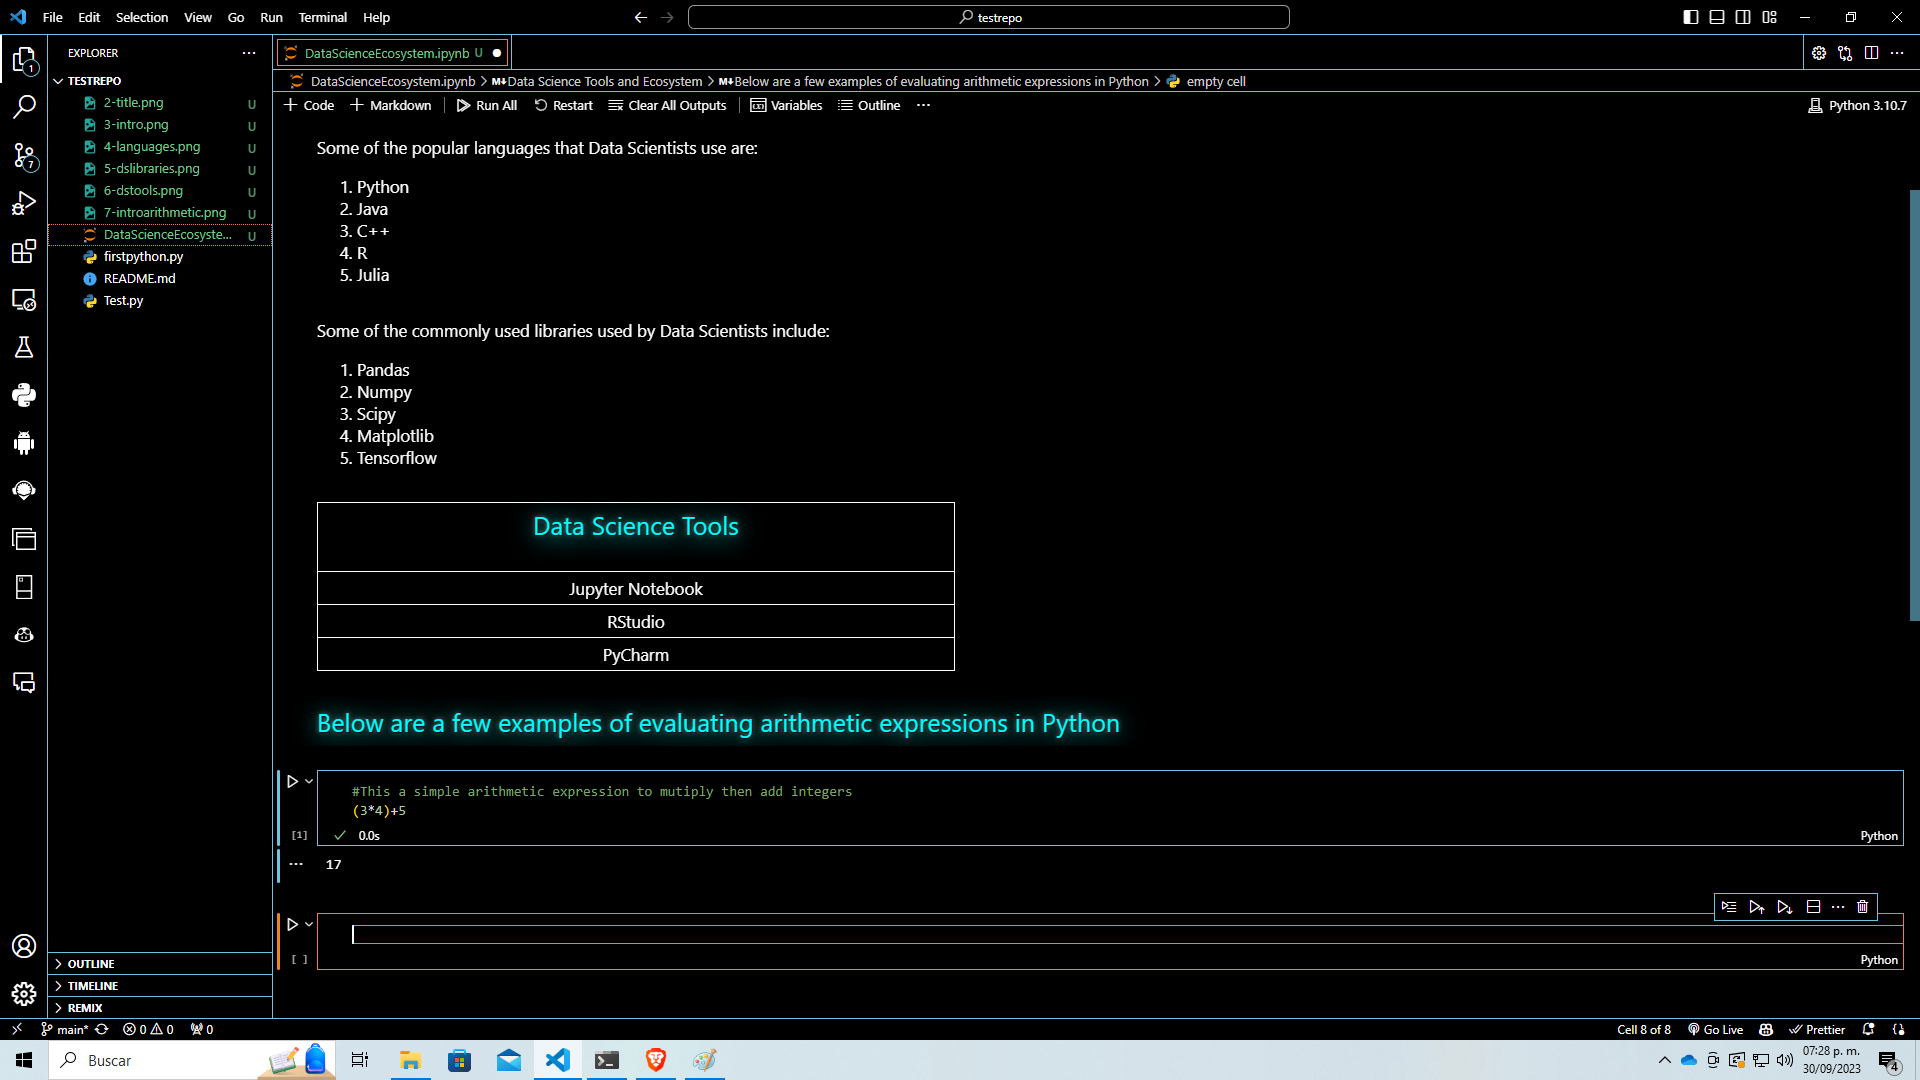 File Edit Selection View Go Run Terminal Help
testrepo
EXPLORER
TESTREPO
2-title.png U
3-intro.png U
4-languages.png U
5-dslibraries.png U
6-dstools.png U
7-introarithmetic.png U
DataScienceEcosyste... U
firstpython.py
README.md
Test.py
OUTLINE
TIMELINE
REMIX
1
7
DataScienceEcosystem.ipynb U
DataScienceEcosystem.ipynb > M↓Data Science Tools and Ecosystem > M↓Below are a few examples of evaluating arithmetic expressions in Python > empty cell
Code Markdown Run All Restart Clear All Outputs Variables Outline ... Python 3.10.7
Some of the popular languages that Data Scientists use are:
1. Python
2. Java
3. C++
4. R
5. Julia
Some of the commonly used libraries used by Data Scientists include:
1. Pandas
2. Numpy
3. Scipy
4. Matplotlib
5. Tensorflow
Data Science Tools
Jupyter Notebook
RStudio
PyCharm
Below are a few examples of evaluating arithmetic expressions in Python
#This a simple arithmetic expression to mutiply then add integers
(3*4)+5
[1] 0.0s Python
... 17
[ ] Python
main* 0 0 0 Cell 8 of 8 Go Live Prettier
Buscar
07:28 p. m.
30/09/2023
4